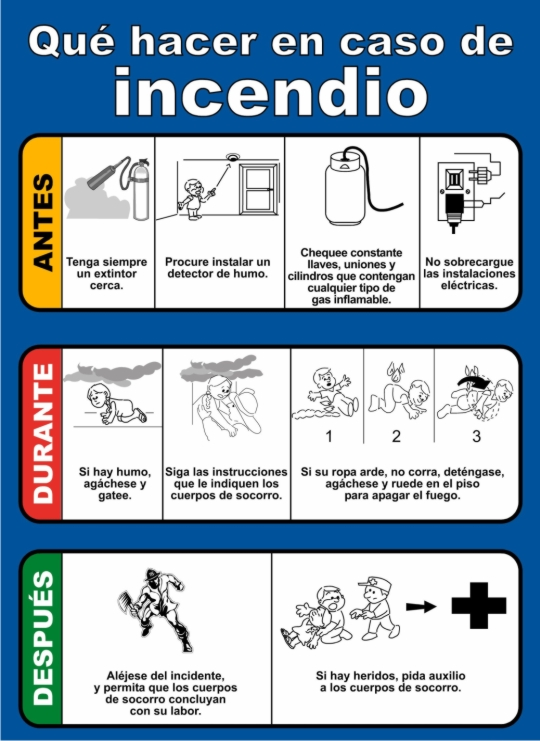 Qué hacer en caso de
incendio
ANTES
Tenga siempre
un extintor
cerca.
Procure instalar un
detector de humo.
Chequee constante
llaves, uniones y
cilindros que contengan
cualquier tipo de
gas inflamable.
No sobrecargue
las instalaciones
eléctricas.
DURANTE
Si hay humo,
agáchese y
gatee.
Siga las instrucciones
que le indiquen los
cuerpos de socorro.
1 2 3
Si su ropa arde, no corra, deténgase,
agáchese y ruede en el piso
para apagar el fuego.
DESPUÉS
Aléjese del incidente,
y permita que los cuerpos
de socorro concluyan
con su labor.
Si hay heridos, pida auxilio
a los cuerpos de socorro.